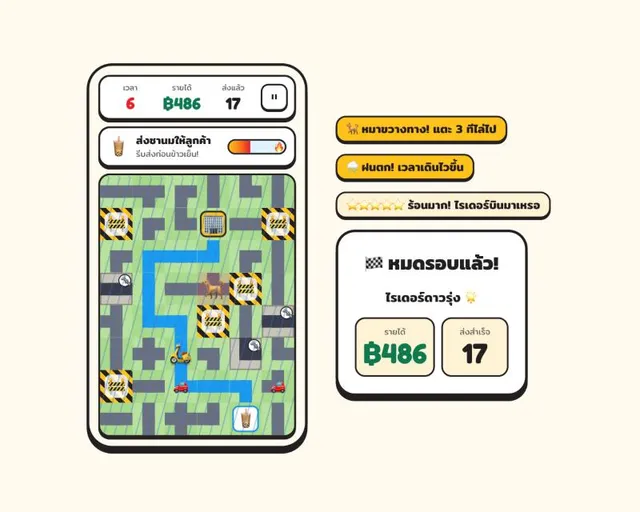 เวลา
รายได้
ส่งแล้ว
6
฿486
17
ส่งชานมให้ลูกค้า
รีบส่งก่อนข้าวเย็น!
หมาขวางทาง! แตะ 3 ทีไล่ไป
ฝนตก! เวลาเดินไวขึ้น
ร้อนมาก! ไรเดอร์บินมาเหรอ
หมดรอบแล้ว!
ไรเดอร์ดาวรุ่ง
รายได้
ส่งสำเร็จ
฿486
17